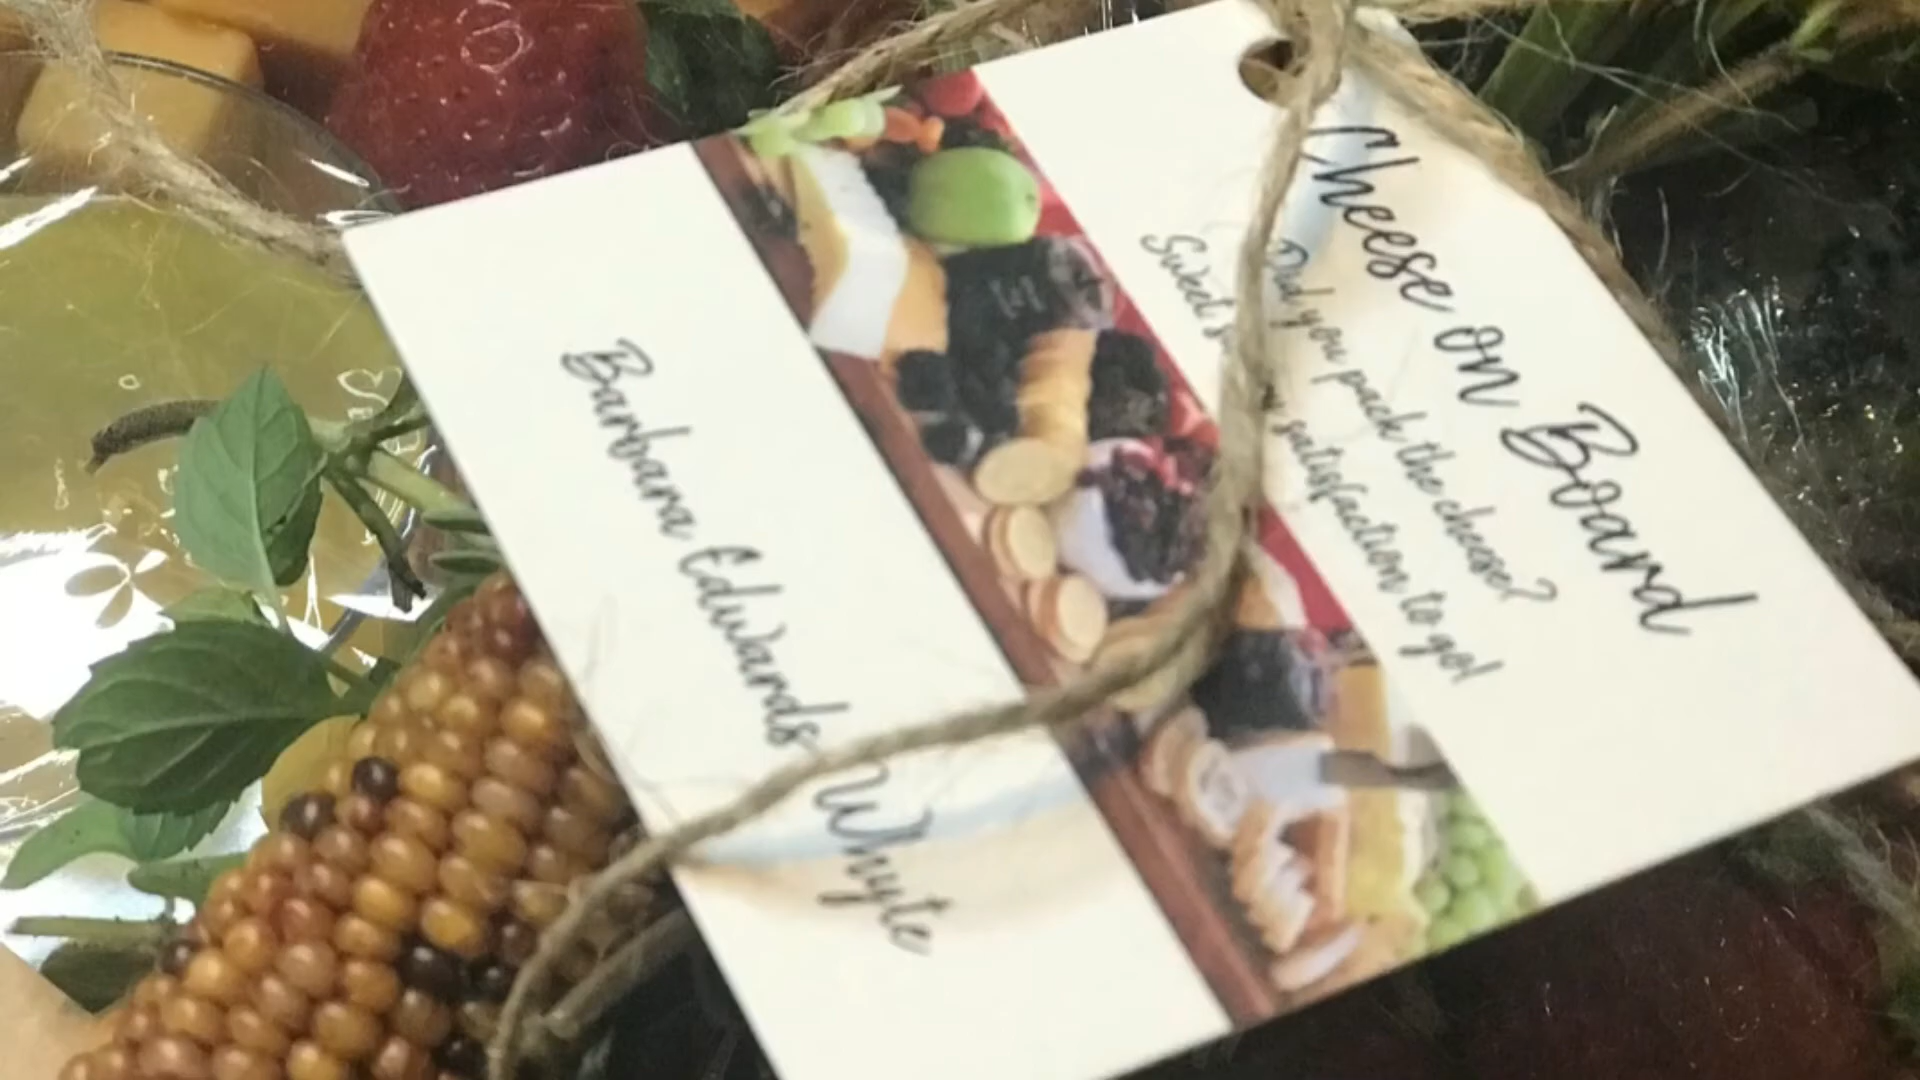 Cheese on Board
Did you pack the cheese?
Sweet satisfaction to go!
Barbara Edwards Whyte